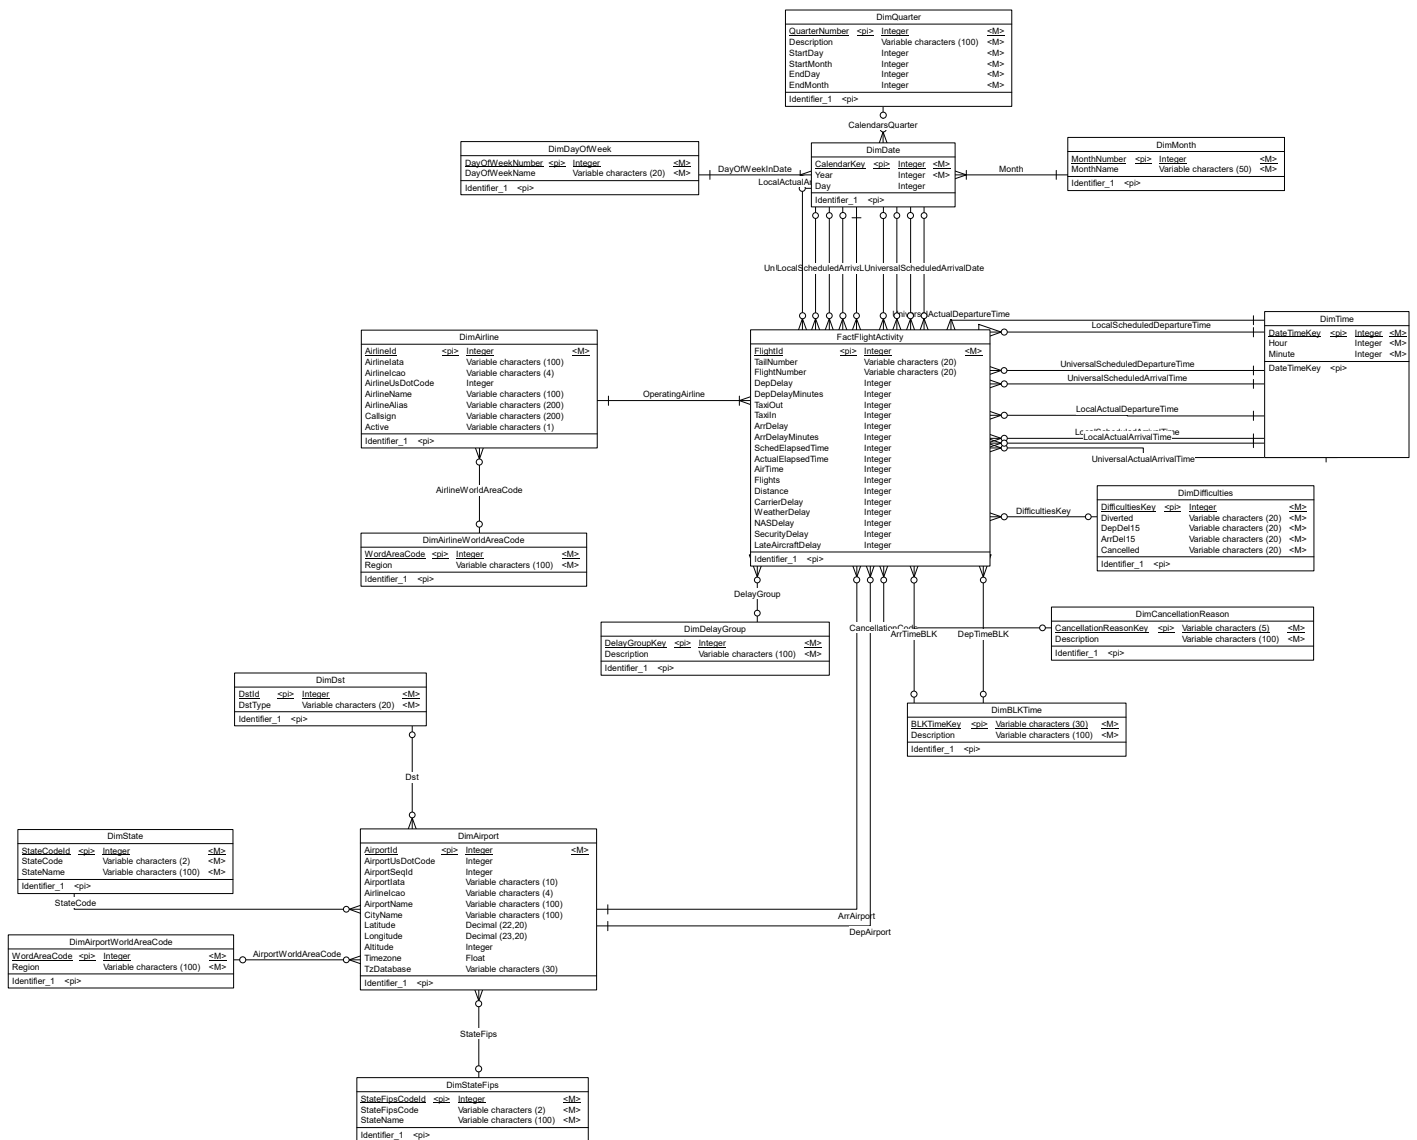 DimQuarter
QuarterNumber <pi> Integer <M>
Description Variable characters (100) <M>
StartDay Integer <M>
StartMonth Integer <M>
EndDay Integer <M>
EndMonth Integer <M>
Identifier_1 <pi>
CalendarsQuarter
DimDayOfWeek
DayOfWeekNumber <pi> Integer <M>
DayOfWeekName Variable characters (20) <M>
Identifier_1 <pi>
DayOfWeekInDate
DimDate
CalendarKey <pi> Integer <M>
Year Integer <M>
Day Integer
Identifier_1 <pi>
Month
DimMonth
MonthNumber <pi> Integer <M>
MonthName Variable characters (50) <M>
Identifier_1 <pi>
UniversalScheduledArrivalDate
DimAirline
AirlineId <pi> Integer <M>
AirlineIata Variable characters (100)
AirlineIcao Variable characters (4)
AirlineUsDotCode Integer
AirlineName Variable characters (100)
AirlineAlias Variable characters (200)
Callsign Variable characters (200)
Active Variable characters (1)
Identifier_1 <pi>
OperatingAirline
FactFlightActivity
FlightId <pi> Integer <M>
TailNumber Variable characters (20)
FlightNumber Variable characters (20)
DepDelay Integer
DepDelayMinutes Integer
TaxiOut Integer
TaxiIn Integer
ArrDelay Integer
ArrDelayMinutes Integer
SchedElapsedTime Integer
ActualElapsedTime Integer
AirTime Integer
Flights Integer
Distance Integer
CarrierDelay Integer
WeatherDelay Integer
NASDelay Integer
SecurityDelay Integer
LateAircraftDelay Integer
Identifier_1 <pi>
LocalScheduledDepartureTime
UniversalScheduledDepartureTime
UniversalScheduledArrivalTime
LocalActualDepartureTime
LocalActualArrivalTime
UniversalActualArrivalTime
DimTime
DateTimeKey <pi> Integer <M>
Hour Integer <M>
Minute Integer <M>
DateTimeKey <pi>
AirlineWorldAreaCode
DimAirlineWorldAreaCode
WordAreaCode <pi> Integer <M>
Region Variable characters (100) <M>
Identifier_1 <pi>
DifficultiesKey
DimDifficulties
DifficultiesKey <pi> Integer <M>
Diverted Variable characters (20) <M>
DepDel15 Variable characters (20) <M>
ArrDel15 Variable characters (20) <M>
Cancelled Variable characters (20) <M>
Identifier_1 <pi>
DelayGroup
DimDelayGroup
DelayGroupKey <pi> Integer <M>
Description Variable characters (100) <M>
Identifier_1 <pi>
ArrTimeBLK
DepTimeBLK
DimCancellationReason
CancellationReasonKey <pi> Variable characters (5) <M>
Description Variable characters (100) <M>
Identifier_1 <pi>
DimBLKTime
BLKTimeKey <pi> Variable characters (30) <M>
Description Variable characters (100) <M>
Identifier_1 <pi>
DimDst
DstId <pi> Integer <M>
DstType Variable characters (20) <M>
Identifier_1 <pi>
Dst
DimState
StateCodeId <pi> Integer <M>
StateCode Variable characters (2) <M>
StateName Variable characters (100) <M>
Identifier_1 <pi>
StateCode
DimAirport
AirportId <pi> Integer <M>
AirportUsDotCode Integer
AirportSeqId Integer
AirportIata Variable characters (10)
AirlineIcao Variable characters (4)
AirportName Variable characters (100)
CityName Variable characters (100)
Latitude Decimal (22,20)
Longitude Decimal (23,20)
Altitude Integer
Timezone Float
TzDatabase Variable characters (30)
Identifier_1 <pi>
ArrAirport
DepAirport
DimAirportWorldAreaCode
WordAreaCode <pi> Integer <M>
Region Variable characters (100) <M>
Identifier_1 <pi>
AirportWorldAreaCode
StateFips
DimStateFips
StateFipsCodeId <pi> Integer <M>
StateFipsCode Variable characters (2) <M>
StateName Variable characters (100) <M>
Identifier_1 <pi>